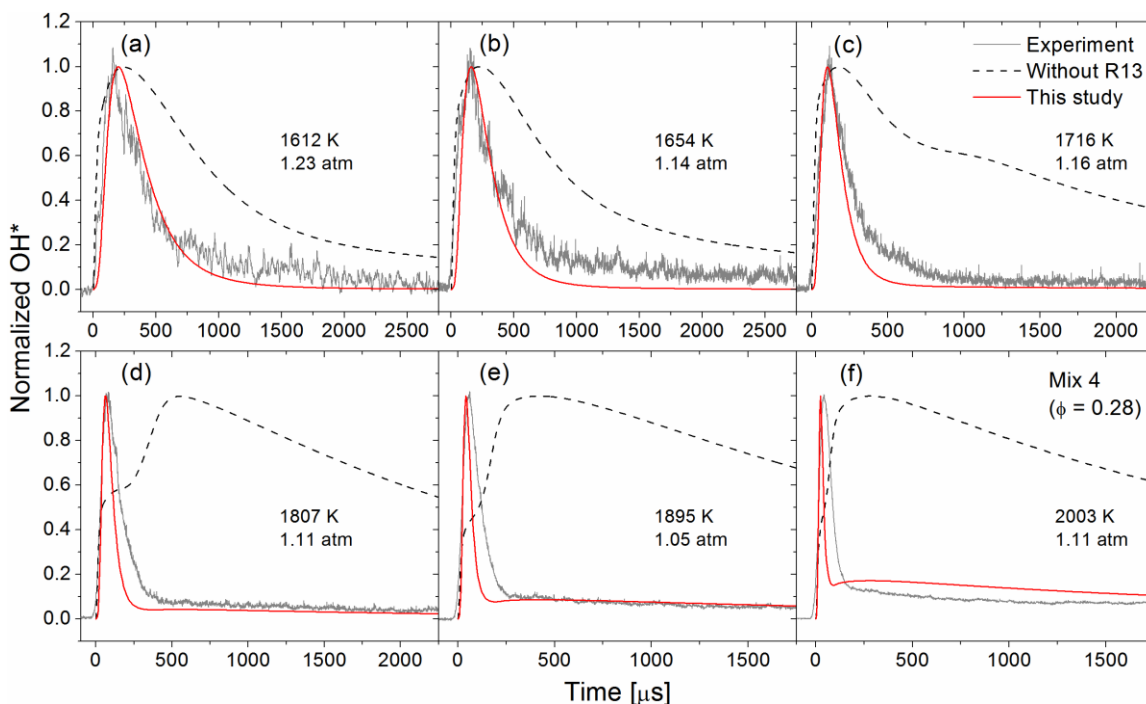 Normalized OH*
1.2
1.0
0.8
0.6
0.4
0.2
0.0
(a)
1612 K
1.23 atm
0 500 1000 1500 2000 2500
(b)
1654 K
1.14 atm
0 500 1000 1500 2000 2500
(c)
Experiment
Without R13
This study
1716 K
1.16 atm
0 500 1000 1500 2000
1.2
1.0
0.8
0.6
0.4
0.2
0.0
(d)
1807 K
1.11 atm
0 500 1000 1500 2000
(e)
1895 K
1.05 atm
0 500 1000 1500
(f)
Mix 4
(ϕ = 0.28)
2003 K
1.11 atm
0 500 1000 1500
Time [μs]